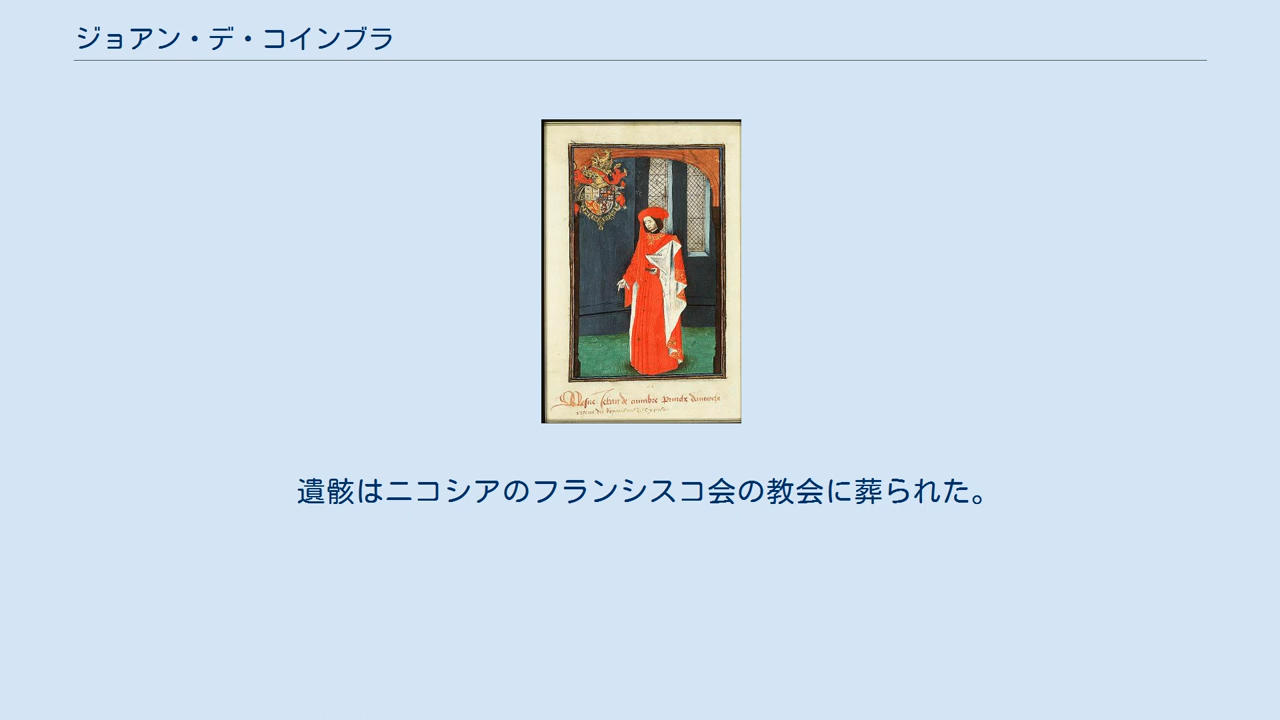 ジョアン・デ・コインブラ
遺骸はニコシアのフランシスコ会の教会に葬られた。
de